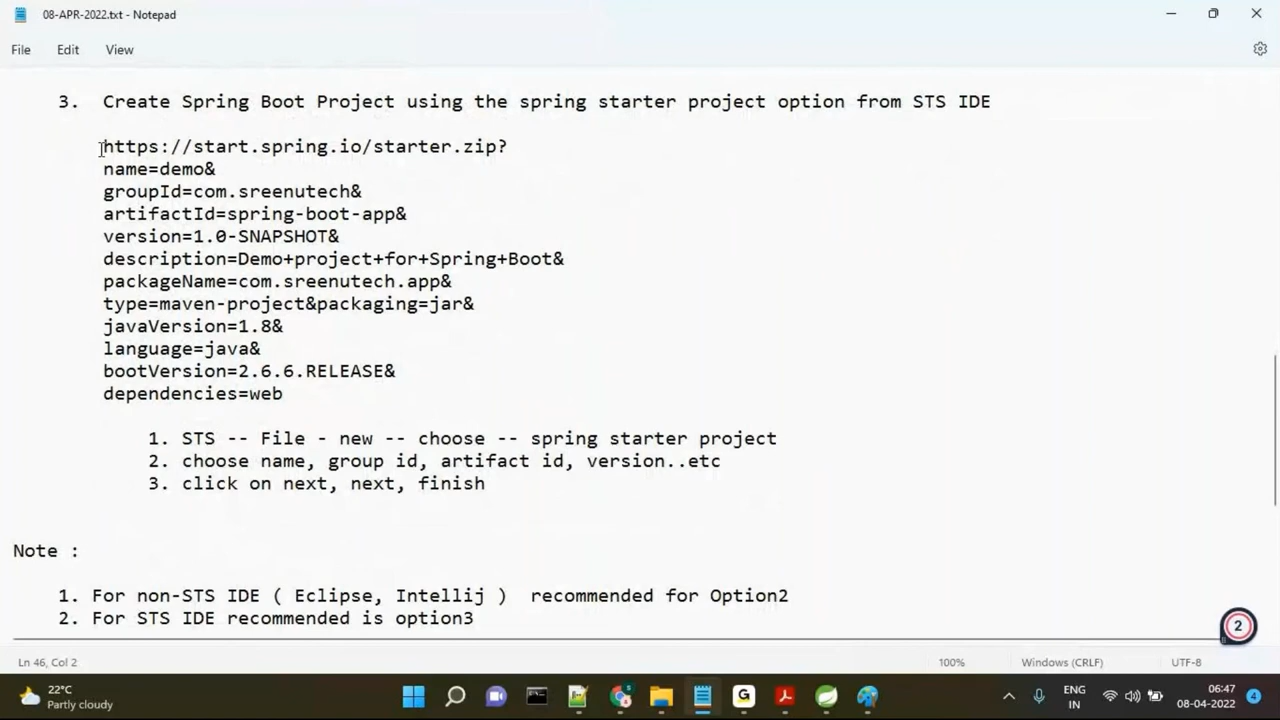 08-APR-2022.txt - Notepad
File Edit View
3. Create Spring Boot Project using the spring starter project option from STS IDE
https://start.spring.io/starter.zip?
name=demo&
groupId=com.sreenutech&
artifactId=spring-boot-app&
version=1.0-SNAPSHOT&
description=Demo+project+for+Spring+Boot&
packageName=com.sreenutech.app&
type=maven-project&packaging=jar&
javaVersion=1.8&
language=java&
bootVersion=2.6.6.RELEASE&
dependencies=web
1. STS -- File - new -- choose -- spring starter project
2. choose name, group id, artifact id, version..etc
3. click on next, next, finish
Note :
1. For non-STS IDE ( Eclipse, Intellij ) recommended for Option2
2. For STS IDE recommended is option3
2
Ln 46, Col 2 100% Windows (CRLF) UTF-8
22°C
Partly cloudy
ENG
IN
06:47
08-04-2022
4